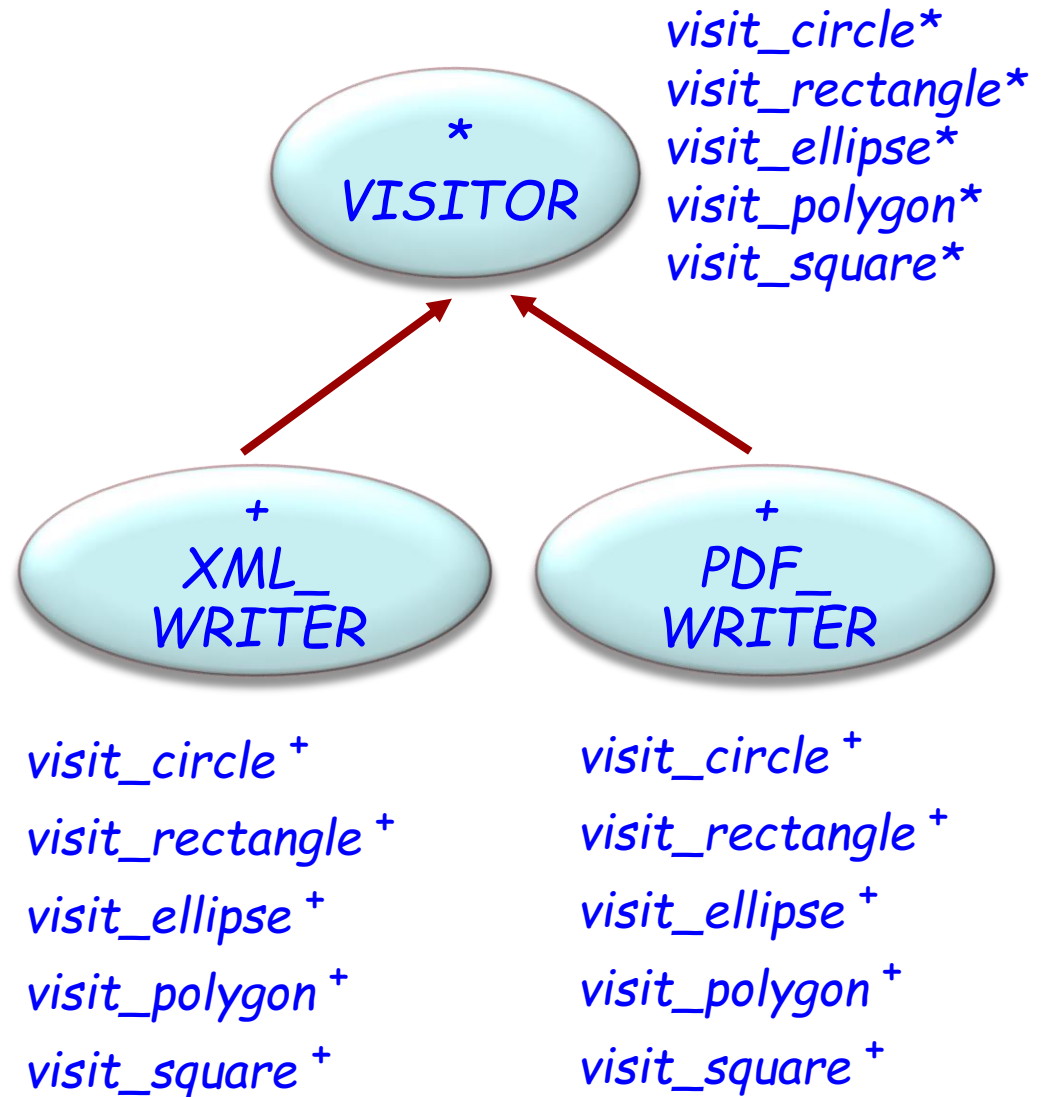 visit_circle*
visit_rectangle*
visit_ellipse*
visit_polygon*
visit_square*
*
VISITOR
+
XML_
WRITER
+
PDF_
WRITER
visit_circle +
visit_rectangle +
visit_ellipse +
visit_polygon +
visit_square +
visit_circle +
visit_rectangle +
visit_ellipse +
visit_polygon +
visit_square +